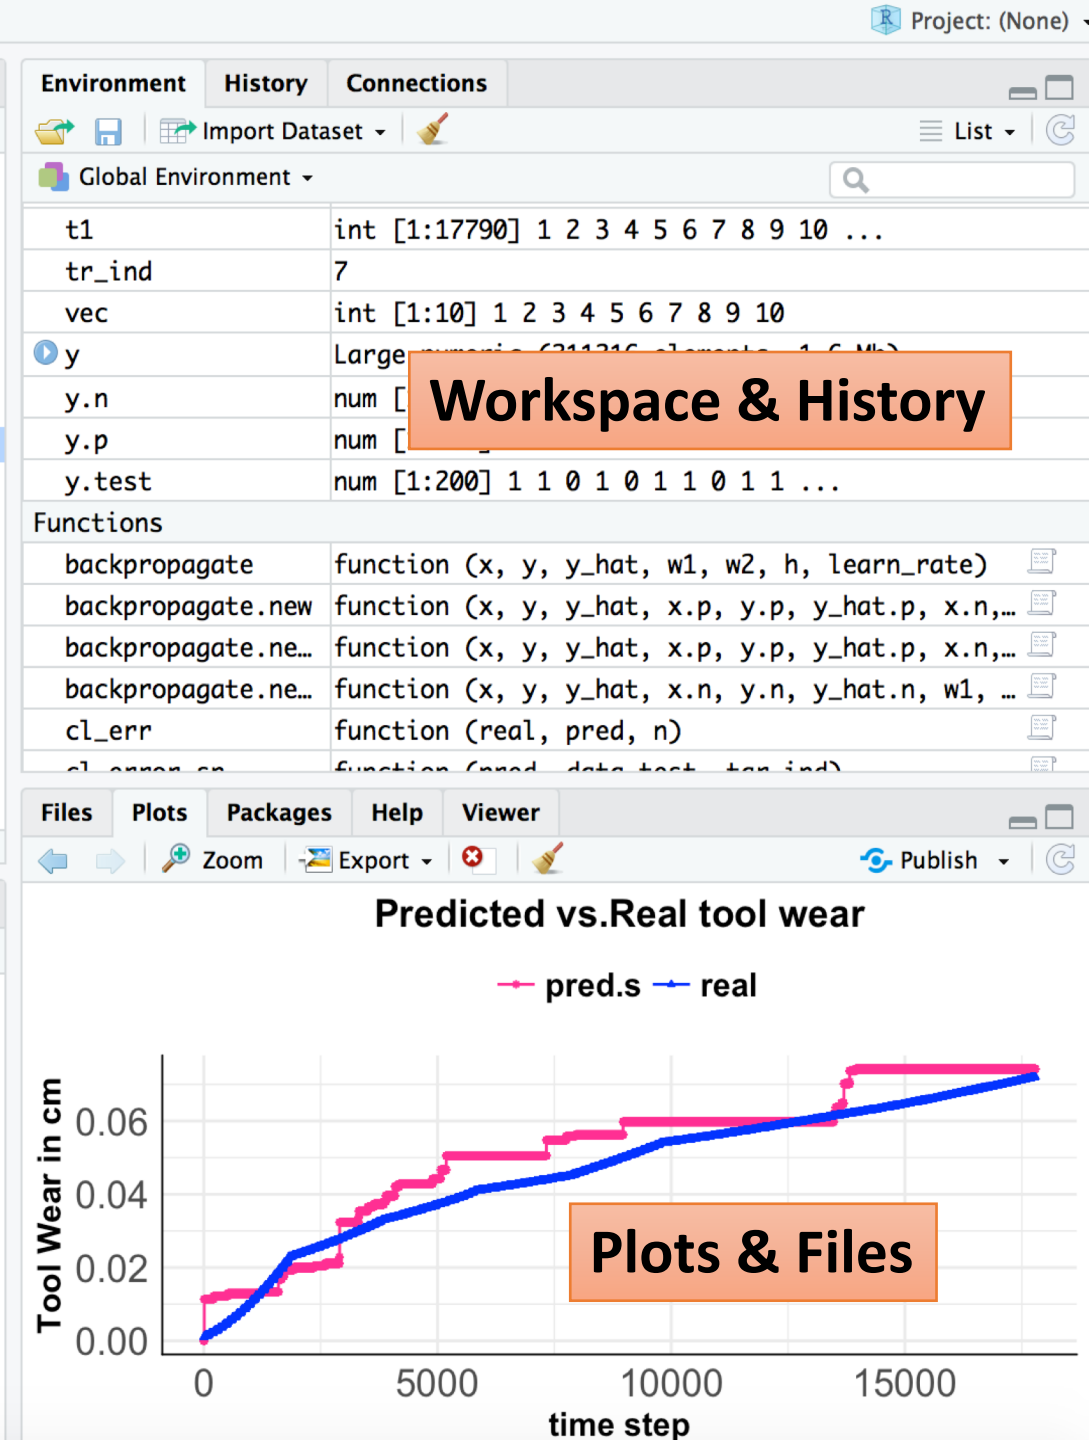 Project: (None)
Environment History Connections
Import Dataset List
Global Environment
t1 int [1:17790] 1 2 3 4 5 6 7 8 9 10 ...
tr_ind 7
vec int [1:10] 1 2 3 4 5 6 7 8 9 10
y Large
y.n num [
y.p num [
Workspace & History
y.test num [1:200] 1 1 0 1 0 1 1 0 1 1 ...
Functions
backpropagate function (x, y, y_hat, w1, w2, h, learn_rate)
backpropagate.new function (x, y, y_hat, x.p, y.p, y_hat.p, x.n,…
backpropagate.ne… function (x, y, y_hat, x.p, y.p, y_hat.p, x.n,…
backpropagate.ne… function (x, y, y_hat, x.n, y.n, y_hat.n, w1, …
cl_err function (real, pred, n)
Files Plots Packages Help Viewer
Zoom Export Publish
Predicted vs.Real tool wear
pred.s real
Tool Wear in cm
0.06
0.04
0.02
0.00
Plots & Files
0 5000 10000 15000
time step